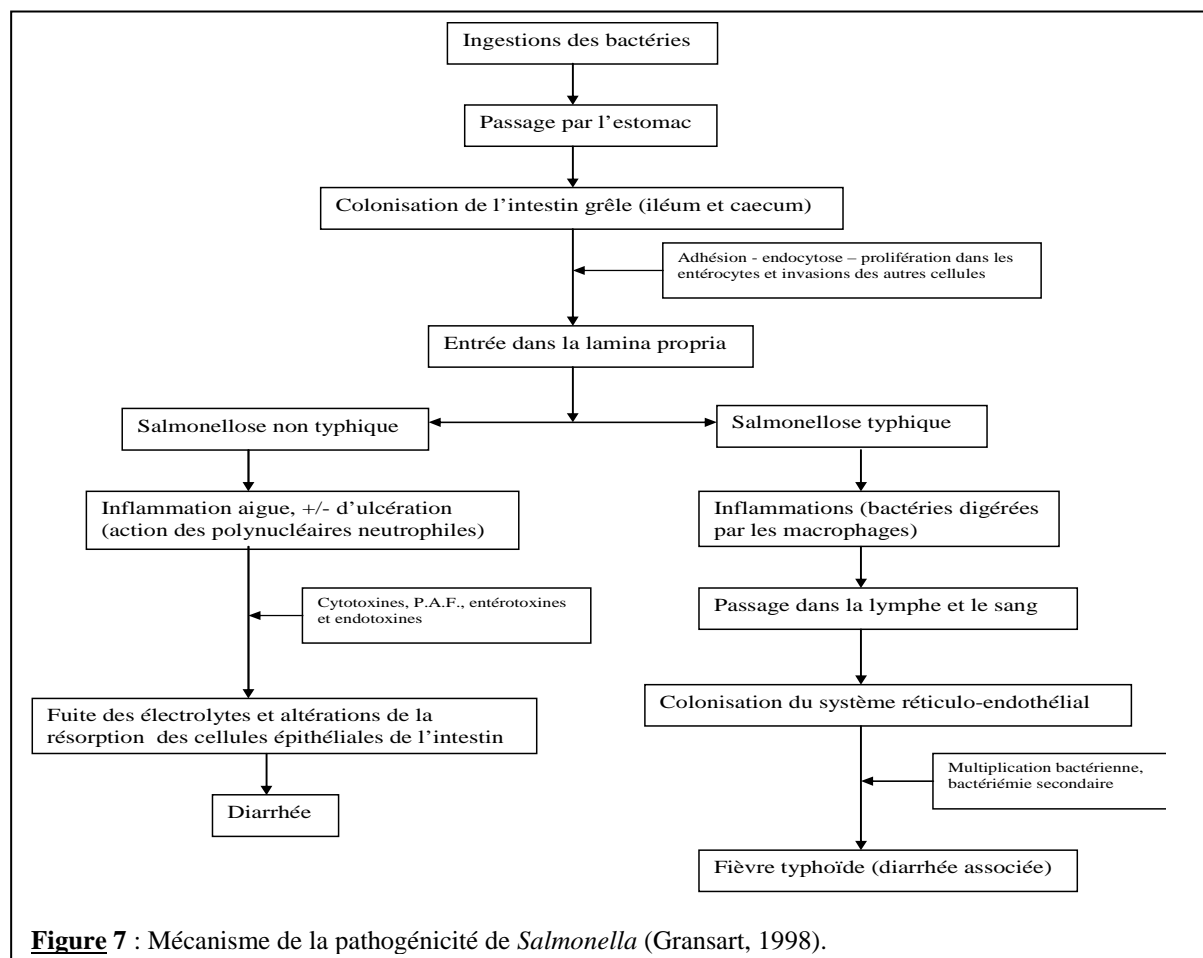 Ingestions des bactéries
Passage par l'estomac
Colonisation de l'intestin grêle (iléum et caecum)
Adhésion - endocytose – prolifération dans les
entérocytes et invasions des autres cellules
Entrée dans la lamina propria
Salmonellose non typhique
Salmonellose typhique
Inflammation aigue, +/- d'ulcération
(action des polynucléaires neutrophiles)
Inflammations (bactéries digérées
par les macrophages)
Cytotoxines, P.A.F., entérotoxines
et endotoxines
Passage dans la lymphe et le sang
Fuite des électrolytes et altérations de la
résorption des cellules épithéliales de l'intestin
Colonisation du système réticulo-endothélial
Multiplication bactérienne,
bactériémie secondaire
Diarrhée
Fièvre typhoïde (diarrhée associée)
Figure 7 : Mécanisme de la pathogénicité de Salmonella (Gransart, 1998).